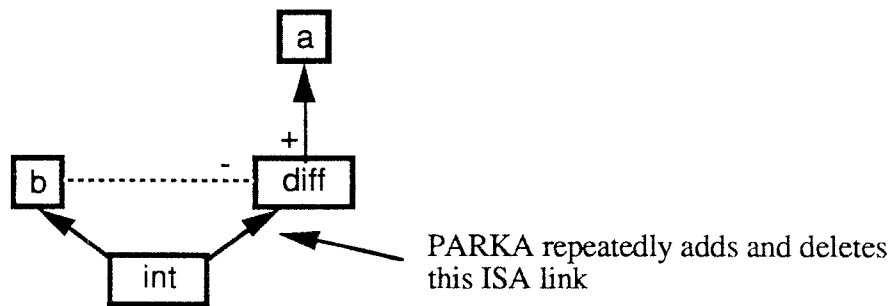 a
+
-
b
diff
int
PARKA repeatedly adds and deletes
this ISA link